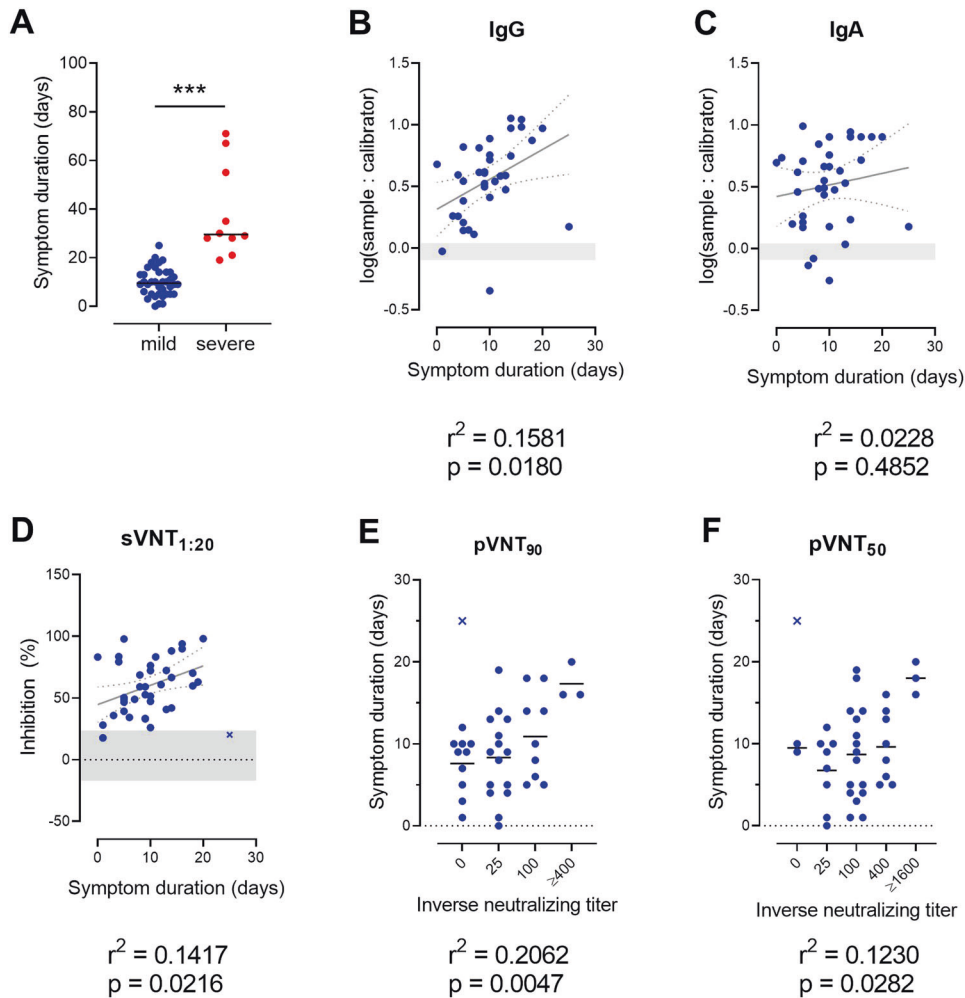 A
Symptom duration (days)
100
80
60
40
20
0
***
mild severe
B
IgG
log(sample : calibrator)
1.5
1.0
0.5
0.0
-0.5
0 10 20 30
Symptom duration (days)
r2 = 0.1581
p = 0.0180
C
IgA
log(sample : calibrator)
1.5
1.0
0.5
0.0
-0.5
0 10 20 30
Symptom duration (days)
r2 = 0.0228
p = 0.4852
D
sVNT1:20
Inhibition (%)
150
100
50
0
-50
0 10 20 30
Symptom duration (days)
r2 = 0.1417
p = 0.0216
E
pVNT90
Symptom duration (days)
30
20
10
0
0 25 100 ≥400
Inverse neutralizing titer
r2 = 0.2062
p = 0.0047
F
pVNT50
Symptom duration (days)
30
20
10
0
0 25 100 400 ≥1600
Inverse neutralizing titer
r2 = 0.1230
p = 0.0282